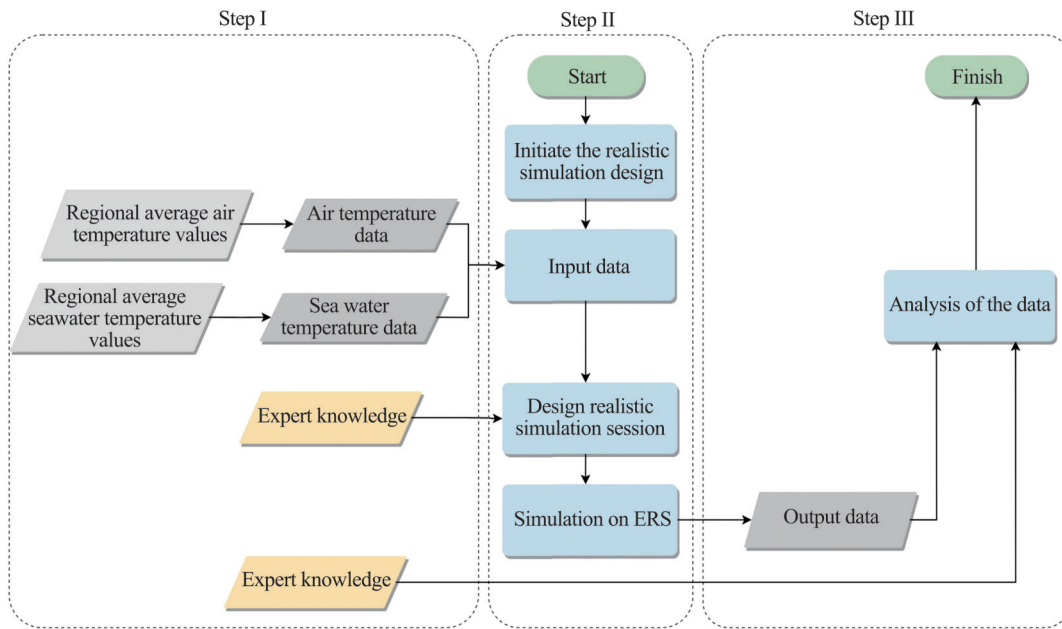 Step I
Step II
Step III
Start
Finish
Initiate the realistic
simulation design
Regional average air
temperature values
Air temperature
data
Input data
Regional average
seawater temperature
values
Sea water
temperature data
Analysis of the data
Expert knowledge
Design realistic
simulation session
Simulation on ERS
Output data
Expert knowledge